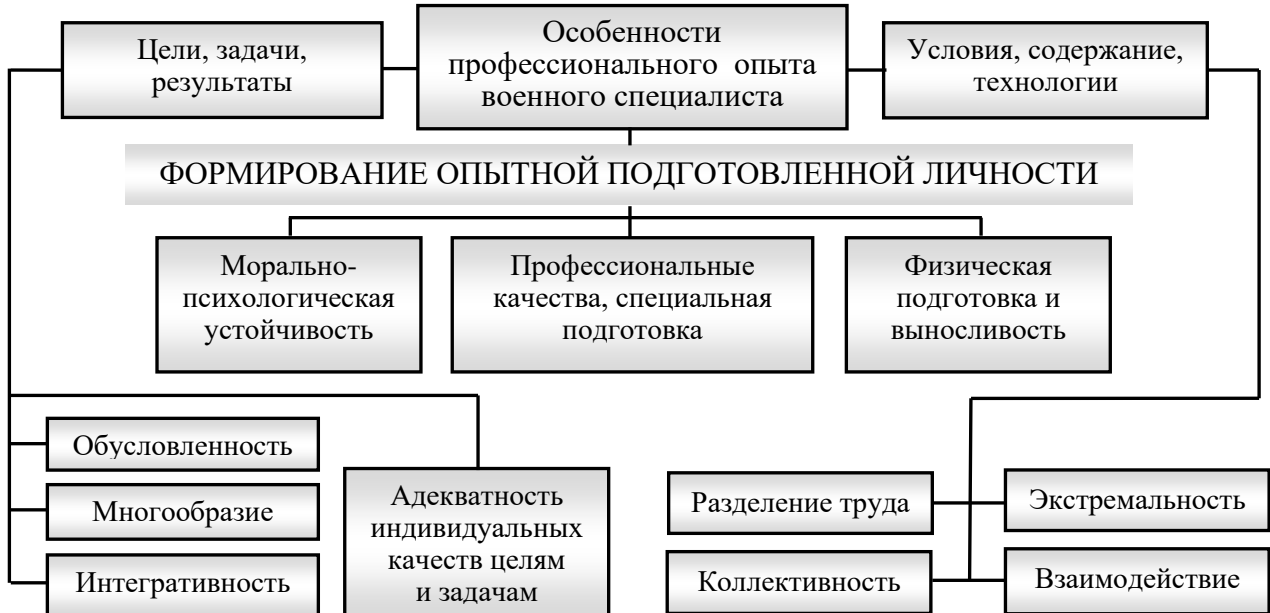 Цели, задачи,
результаты
Особенности
профессионального опыта
военного специалиста
Условия, содержание,
технологии
ФОРМИРОВАНИЕ ОПЫТНОЙ ПОДГОТОВЛЕННОЙ ЛИЧНОСТИ
Морально-
психологическая
устойчивость
Профессиональные
качества, специальная
подготовка
Физическая
подготовка и
выносливость
Обусловленность
Многообразие
Интегративность
Адекватность
индивидуальных
качеств целям
и задачам
Разделение труда
Коллективность
Экстремальность
Взаимодействие